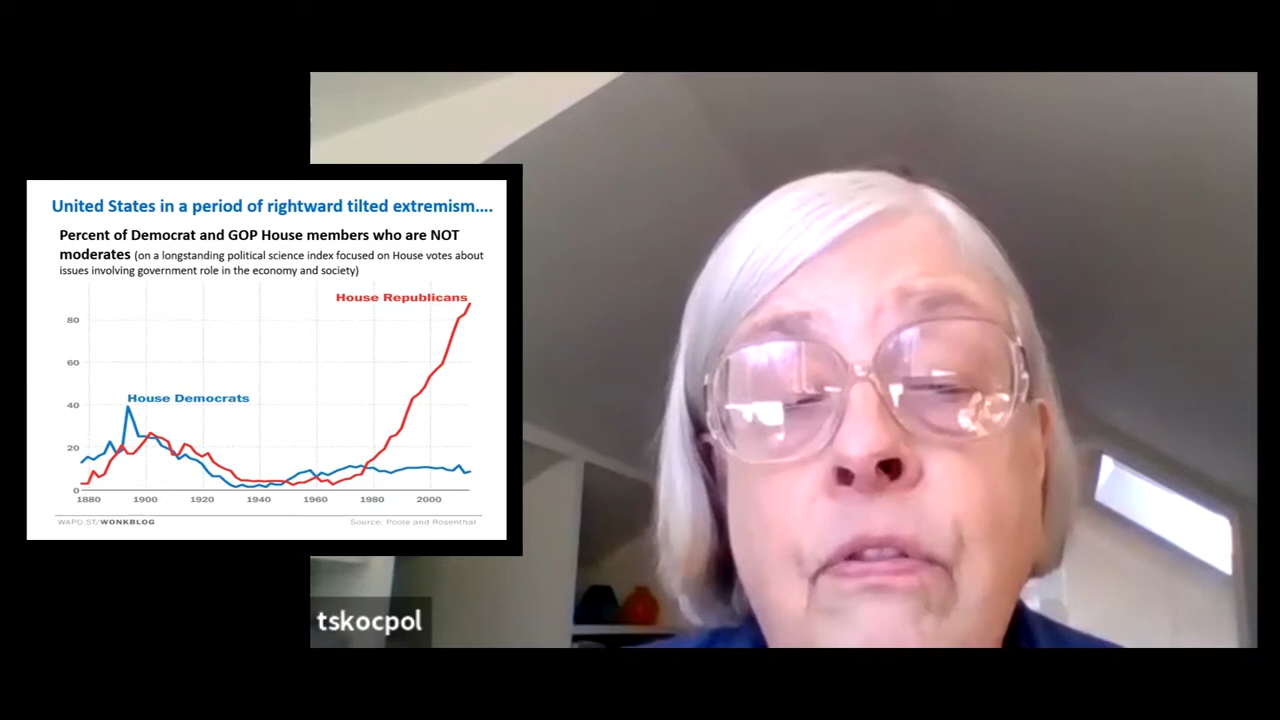 United States in a period of rightward tilted extremism....
Percent of Democrat and GOP House members who are NOT
moderates (on a longstanding political science index focused on House votes about
issues involving government role in the economy and society)
House Republicans
80
60
House Democrats
40
20
0
1880 1900 1920 1940 1960 1980 2000
WAPO.ST/WONKBLOG Source: Poole and Rosenthal
tskocpol